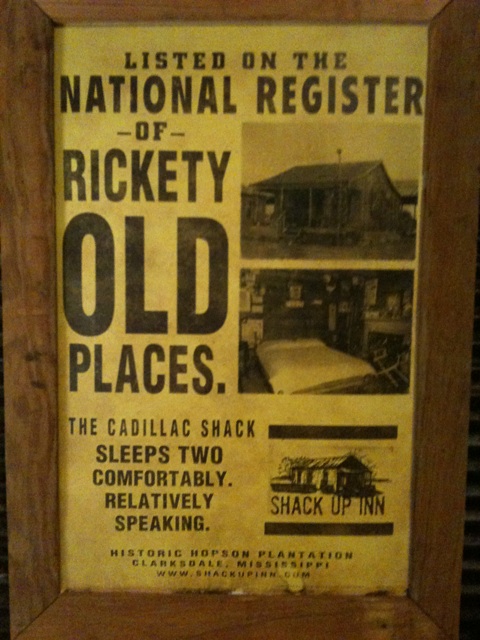 LISTED ON THE
NATIONAL REGISTER
-OF-
RICKETY
OLD
PLACES.
THE CADILLAC SHACK
SLEEPS TWO
COMFORTABLY.
RELATIVELY
SPEAKING.
SHACK UP INN
HISTORIC HOPSON PLANTATION
CLARKSDALE, MISSISSIPPI
WWW.SHACKUPINN.COM